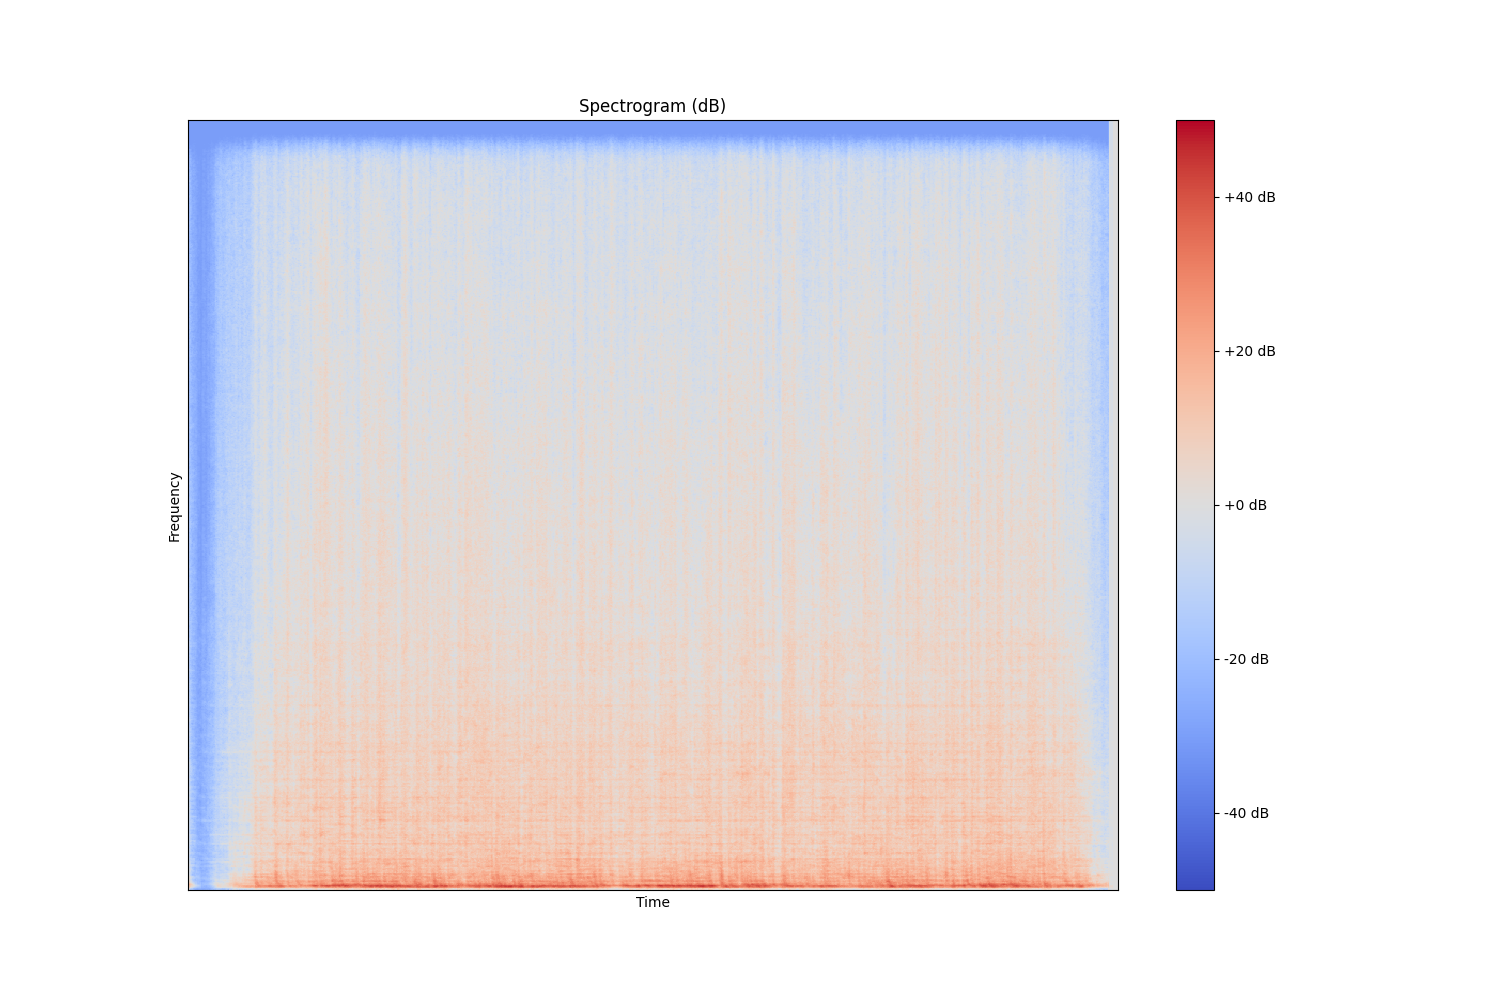 Spectrogram (dB)
Frequency
Time
+40 dB
+20 dB
+0 dB
-20 dB
-40 dB